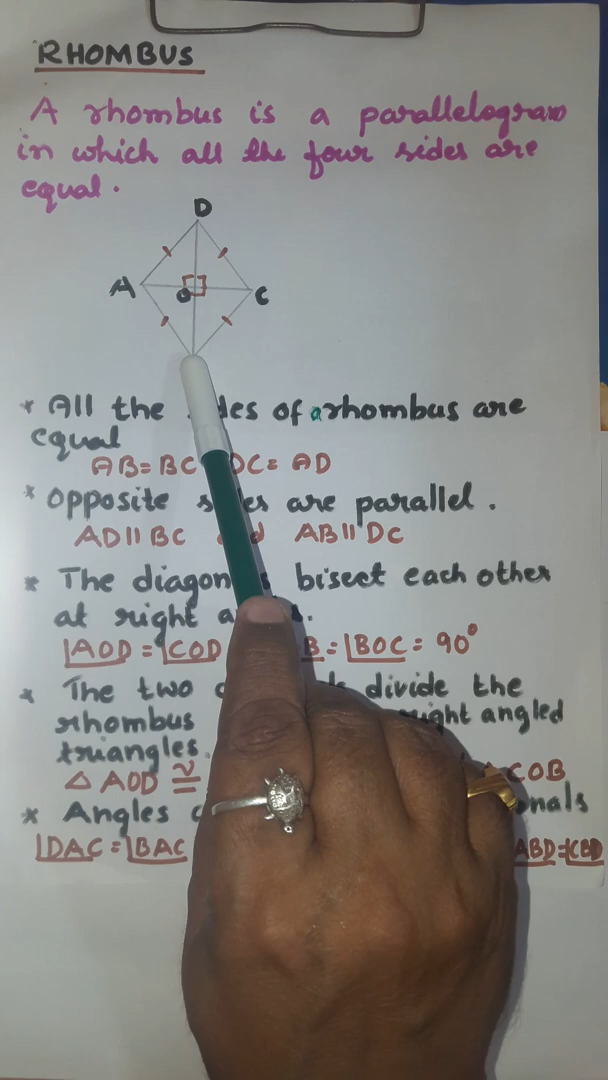 RHOMBUS
A rhombus is a parallelogram
in which all the four sides are
equal.
D
A
O
C
* All the des of a rhombus are
equal
AB = BC DC = AD
* Opposite s es are parallel.
AD || BC d AB || DC
* The diagon s bisect each other
at right a s.
∠AOD = ∠COD B = ∠BOC = 90°
* The two divide the
rhombus right angled
triangles.
△ AOD ≅ COB
* Angles onals
∠DAC = ∠BAC ABD = ∠CBD